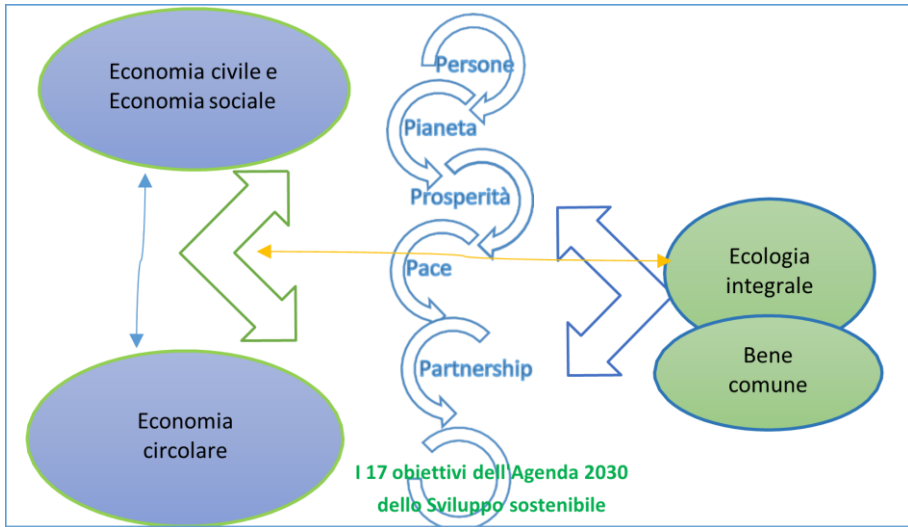 Economia civile e
Economia sociale
Persone
Pianeta
Prosperità
Pace
Partnership
Ecologia
integrale
Bene
comune
Economia
circolare
I 17 obiettivi dell'Agenda 2030
dello Sviluppo sostenibile